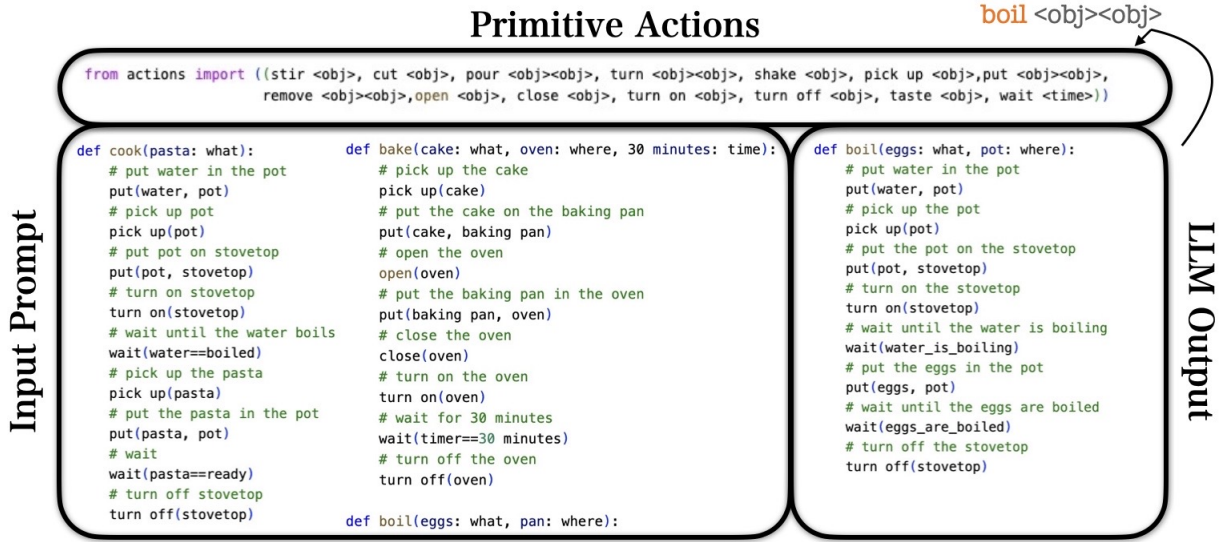 Primitive Actions
boil <obj><obj>
from actions import ((stir <obj>, cut <obj>, pour <obj><obj>, turn <obj><obj>, shake <obj>, pick up <obj>,put <obj><obj>,
remove <obj><obj>,open <obj>, close <obj>, turn on <obj>, turn off <obj>, taste <obj>, wait <time>))
Input Prompt
def cook(pasta: what):
# put water in the pot
put(water, pot)
# pick up pot
pick up(pot)
# put pot on stovetop
put(pot, stovetop)
# turn on stovetop
turn on(stovetop)
# wait until the water boils
wait(water==boiled)
# pick up the pasta
pick up(pasta)
# put the pasta in the pot
put(pasta, pot)
# wait
wait(pasta==ready)
# turn off stovetop
turn off(stovetop)
def bake(cake: what, oven: where, 30 minutes: time):
# pick up the cake
pick up(cake)
# put the cake on the baking pan
put(cake, baking pan)
# open the oven
open(oven)
# put the baking pan in the oven
put(baking pan, oven)
# close the oven
close(oven)
# turn on the oven
turn on(oven)
# wait for 30 minutes
wait(timer==30 minutes)
# turn off the oven
turn off(oven)
def boil(eggs: what, pan: where):
def boil(eggs: what, pot: where):
# put water in the pot
put(water, pot)
# pick up the pot
pick up(pot)
# put the pot on the stovetop
put(pot, stovetop)
# turn on the stovetop
turn on(stovetop)
# wait until the water is boiling
wait(water_is_boiling)
# put the eggs in the pot
put(eggs, pot)
# wait until the eggs are boiled
wait(eggs_are_boiled)
# turn off the stovetop
turn off(stovetop)
LLM Output